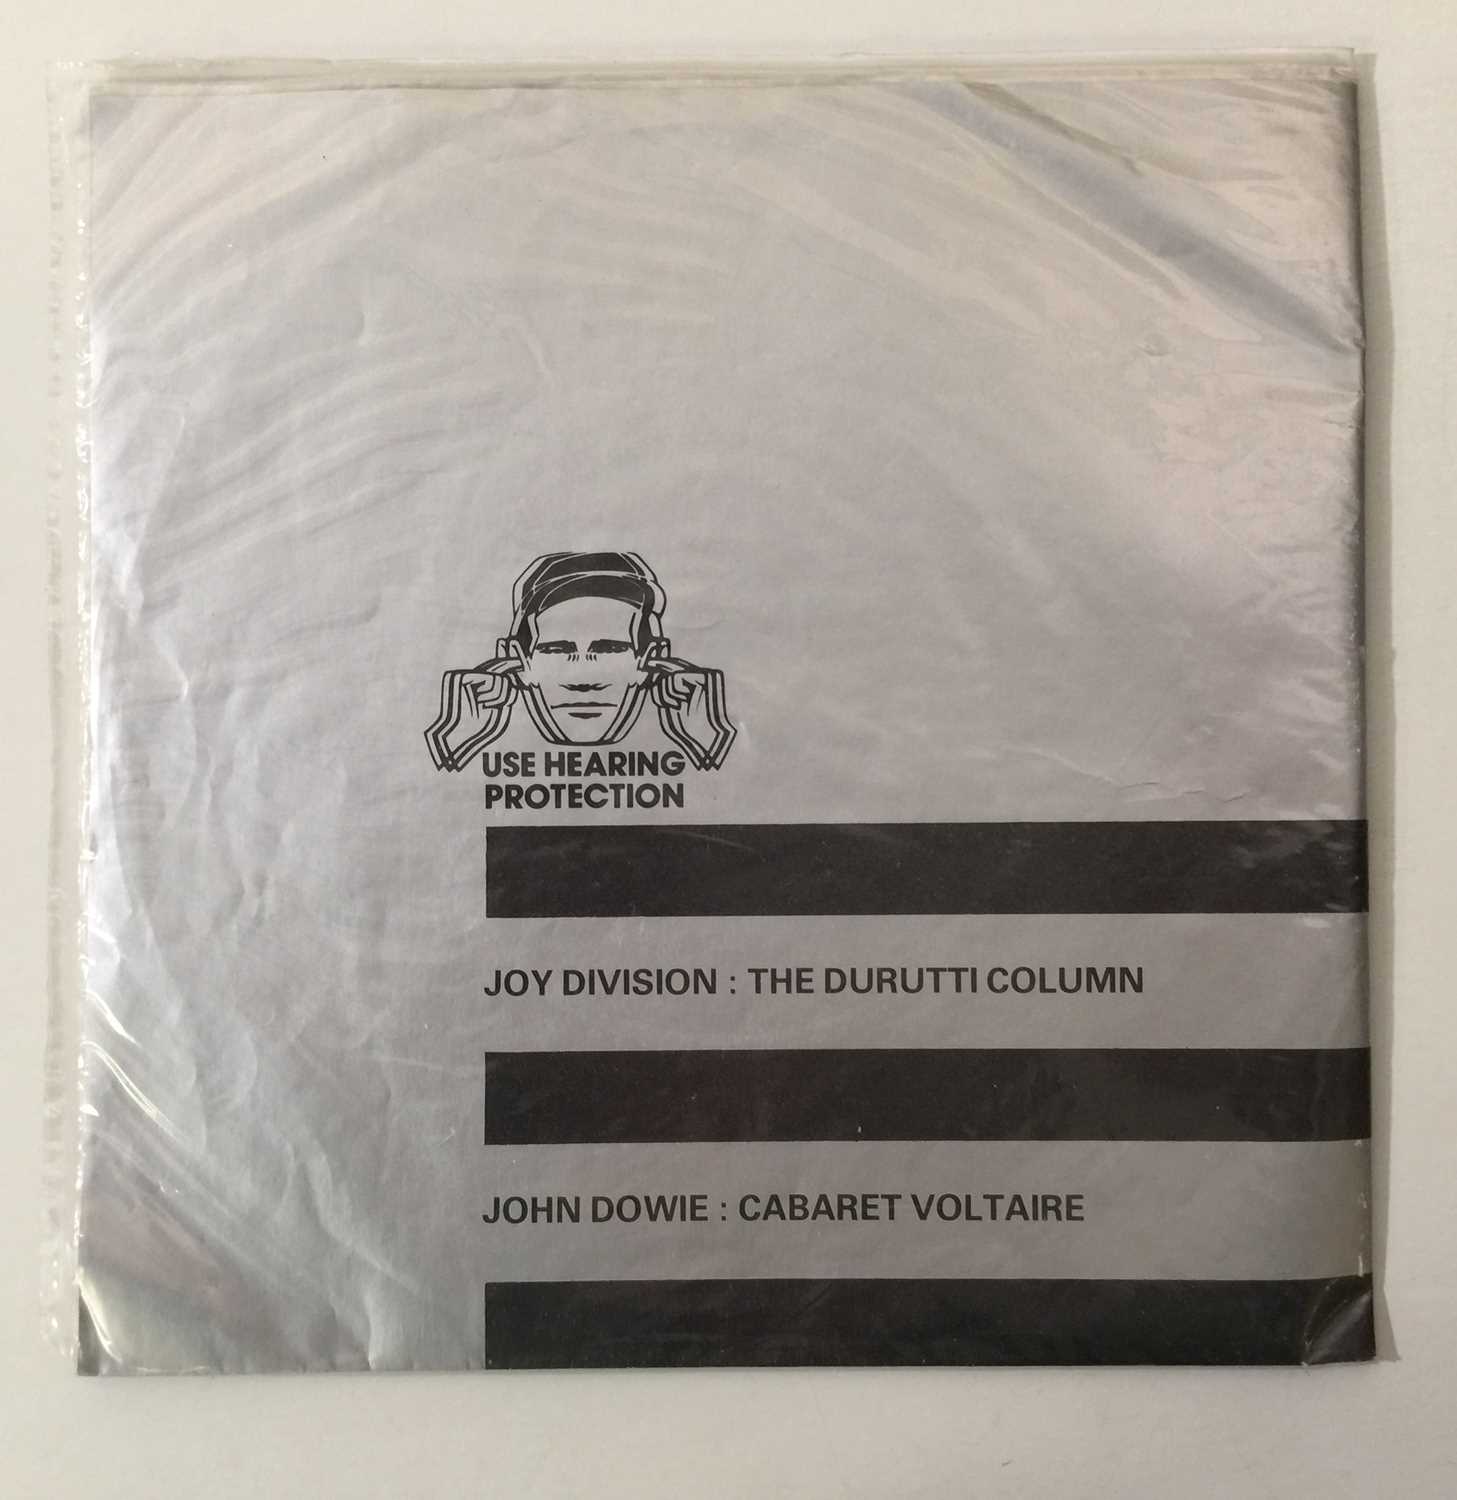 USE HEARING
PROTECTION
JOY DIVISION : THE DURUTTI COLUMN
JOHN DOWIE : CABARET VOLTAIRE